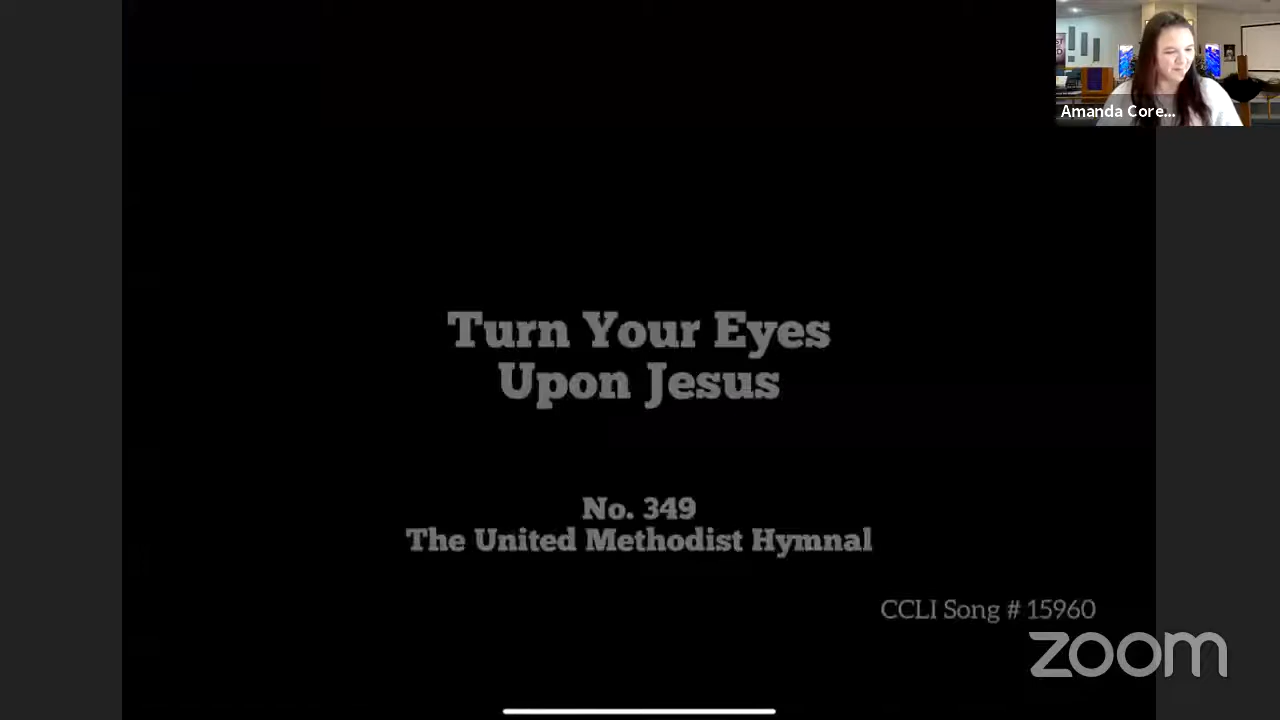 Amanda Core...
Turn Your Eyes
Upon Jesus
No. 349
The United Methodist Hymnal
CCLI Song # 15960
zoom